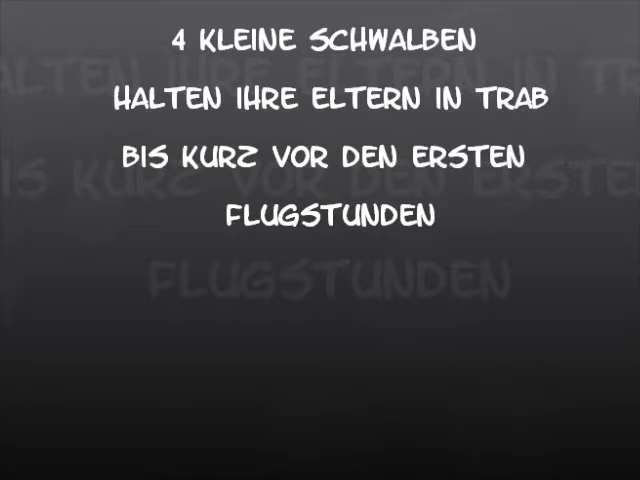 4 KLEINE SCHWALBEN
HALTEN IHRE ELTERN IN TRAB
BIS KURZ VOR DEN ERSTEN
FLUGSTUNDEN